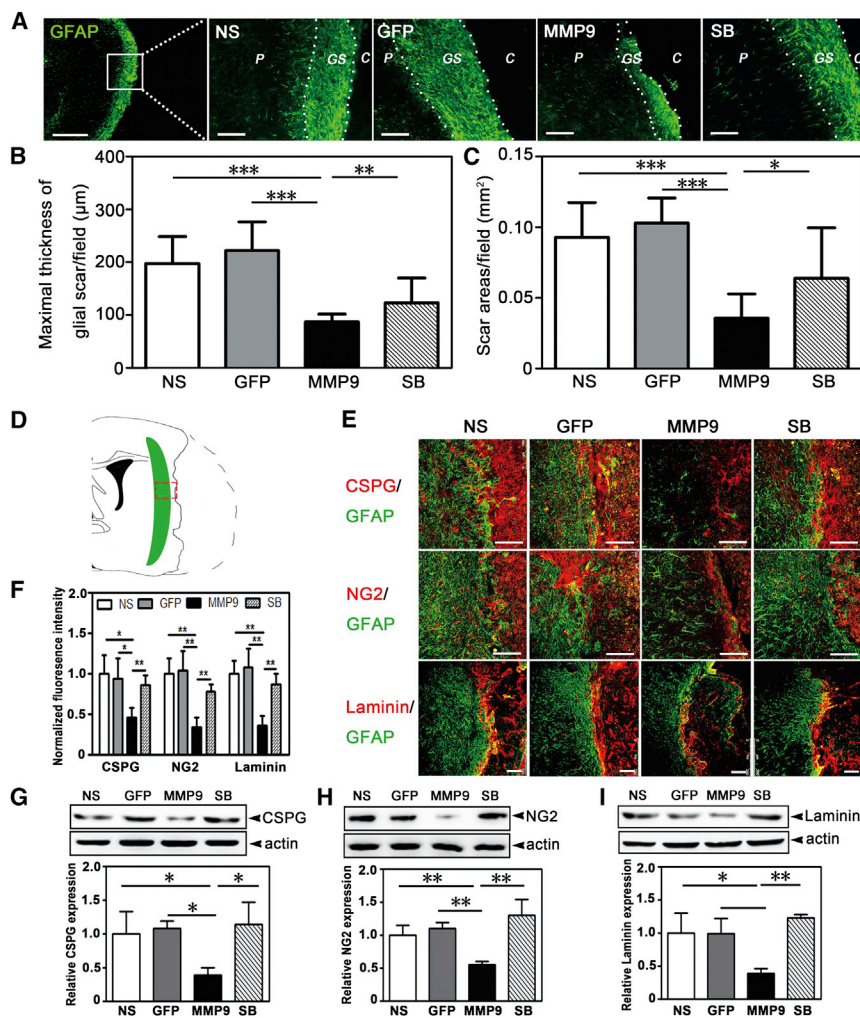 A
GFAP NS GFP MMP9 SB
P GS C P GS C P GS C P GS C
B
Maximal thickness of
glial scar/field (µm)
400
300
200
100
0
*** **
***
NS GFP MMP9 SB
C
Scar areas/field (mm²)
0.15
0.10
0.05
0
*** *
***
NS GFP MMP9 SB
D
E
NS GFP MMP9 SB
CSPG/
GFAP
NG2/
GFAP
Laminin/
GFAP
F
Normalized fluoresence intensity
2.0
1.5
1.0
0.5
0.0
NS GFP MMP9 SB
* ** **
* ** **
** ** **
CSPG NG2 Laminin
G
NS GFP MMP9 SB
CSPG
actin
Relative CSPG expression
2.0
1.5
1.0
0.5
0.0
* *
*
NS GFP MMP9 SB
H
NS GFP MMP9 SB
NG2
actin
Relative NG2 expression
2.0
1.5
1.0
0.5
0.0
** **
**
NS GFP MMP9 SB
I
NS GFP MMP9 SB
Laminin
actin
Relative Laminin expression
2.0
1.5
1.0
0.5
0.0
* **
NS GFP MMP9 SB